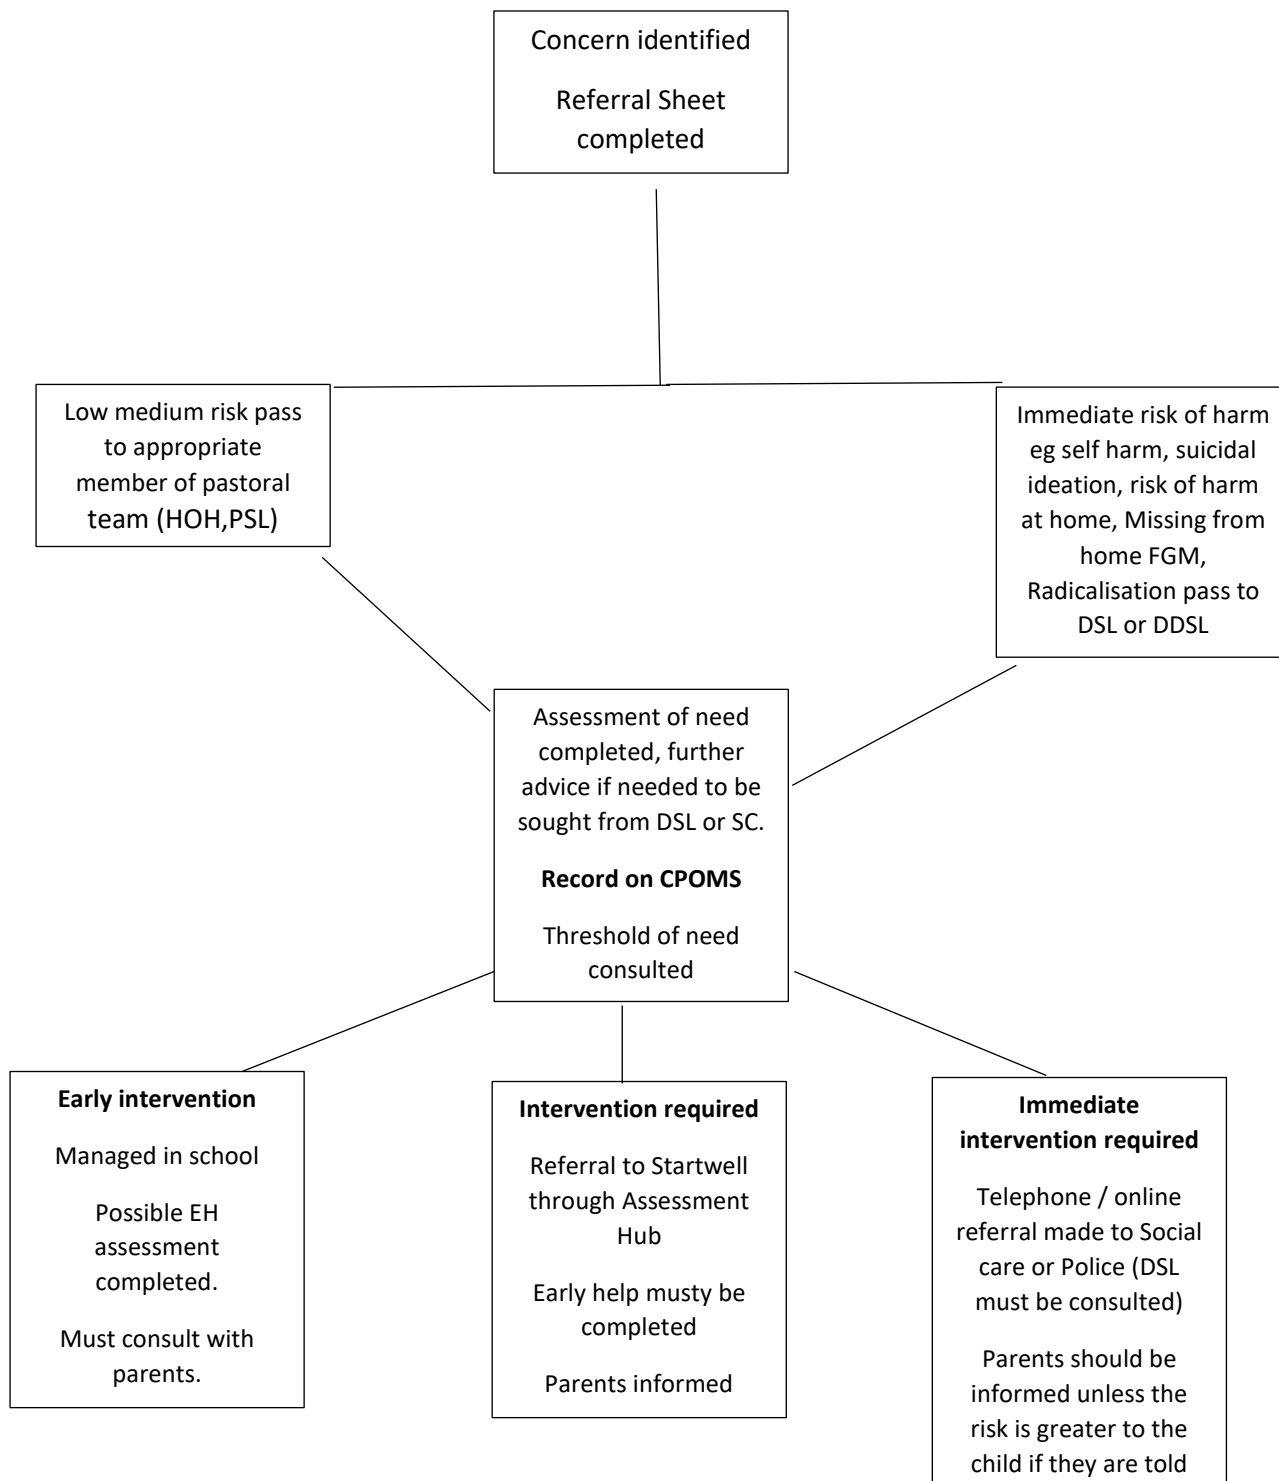 Concern identified
Referral Sheet
completed
Low medium risk pass
to appropriate
member of pastoral
team (HOH,PSL)
Immediate risk of harm
eg self harm, suicidal
ideation, risk of harm
at home, Missing from
home FGM,
Radicalisation pass to
DSL or DDSL
Assessment of need
completed, further
advice if needed to be
sought from DSL or SC.
Record on CPOMS
Threshold of need
consulted
Early intervention
Managed in school
Possible EH
assessment
completed.
Must consult with
parents.
Intervention required
Referral to Startwell
through Assessment
Hub
Early help musty be
completed
Parents informed
Immediate
intervention required
Telephone / online
referral made to Social
care or Police (DSL
must be consulted)
Parents should be
informed unless the
risk is greater to the
child if they are told